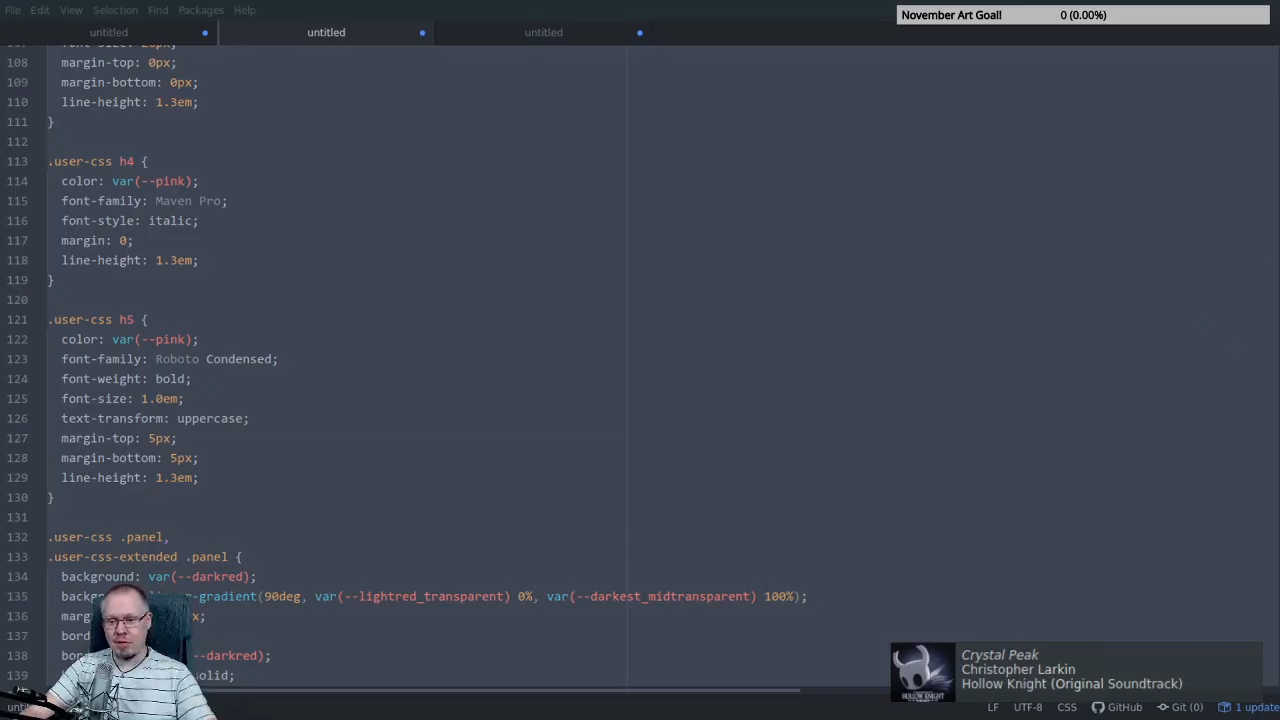 File Edit View Selection Find Packages Help
November Art Goal! 0 (0.00%)
untitled untitled untitled
108 margin-top: 0px;
109 margin-bottom: 0px;
110 line-height: 1.3em;
111 }
112
113 .user-css h4 {
114 color: var(--pink);
115 font-family: Maven Pro;
116 font-style: italic;
117 margin: 0;
118 line-height: 1.3em;
119 }
120
121 .user-css h5 {
122 color: var(--pink);
123 font-family: Roboto Condensed;
124 font-weight: bold;
125 font-size: 1.0em;
126 text-transform: uppercase;
127 margin-top: 5px;
128 margin-bottom: 5px;
129 line-height: 1.3em;
130 }
131
132 .user-css .panel,
133 .user-css-extended .panel {
134 background: var(--darkred);
135 -gradient(90deg, var(--lightred_transparent) 0%, var(--darkest_midtransparent) 100%);
136 x;
137
138 --darkred);
139 solid;
Crystal Peak
Christopher Larkin
Hollow Knight (Original Soundtrack)
HOLLOW KNIGHT
LF UTF-8 CSS GitHub Git (0) 1 update